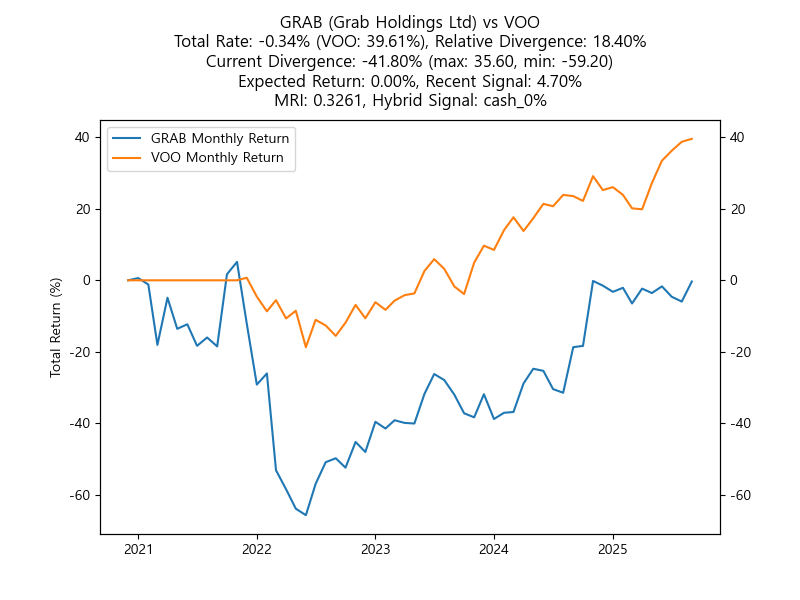 GRAB (Grab Holdings Ltd) vs VOO
Total Rate: -0.34% (VOO: 39.61%), Relative Divergence: 18.40%
Current Divergence: -41.80% (max: 35.60, min: -59.20)
Expected Return: 0.00%, Recent Signal: 4.70%
MRI: 0.3261, Hybrid Signal: cash_0%
GRAB Monthly Return
VOO Monthly Return
Total Return (%)
40
20
0
-20
-40
-60
40
20
0
-20
-40
-60
2021
2022
2023
2024
2025